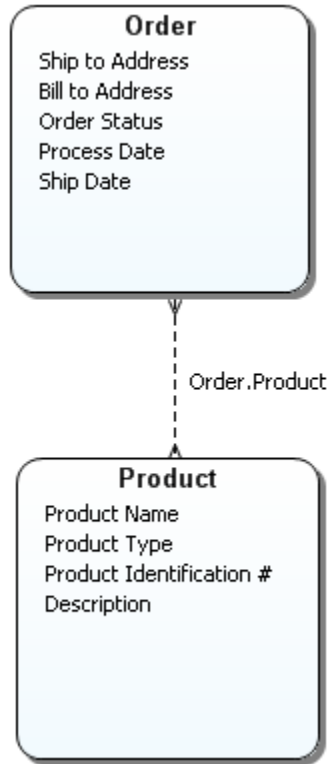 Order
Ship to Address
Bill to Address
Order Status
Process Date
Ship Date
Order.Product
Product
Product Name
Product Type
Product Identification #
Description